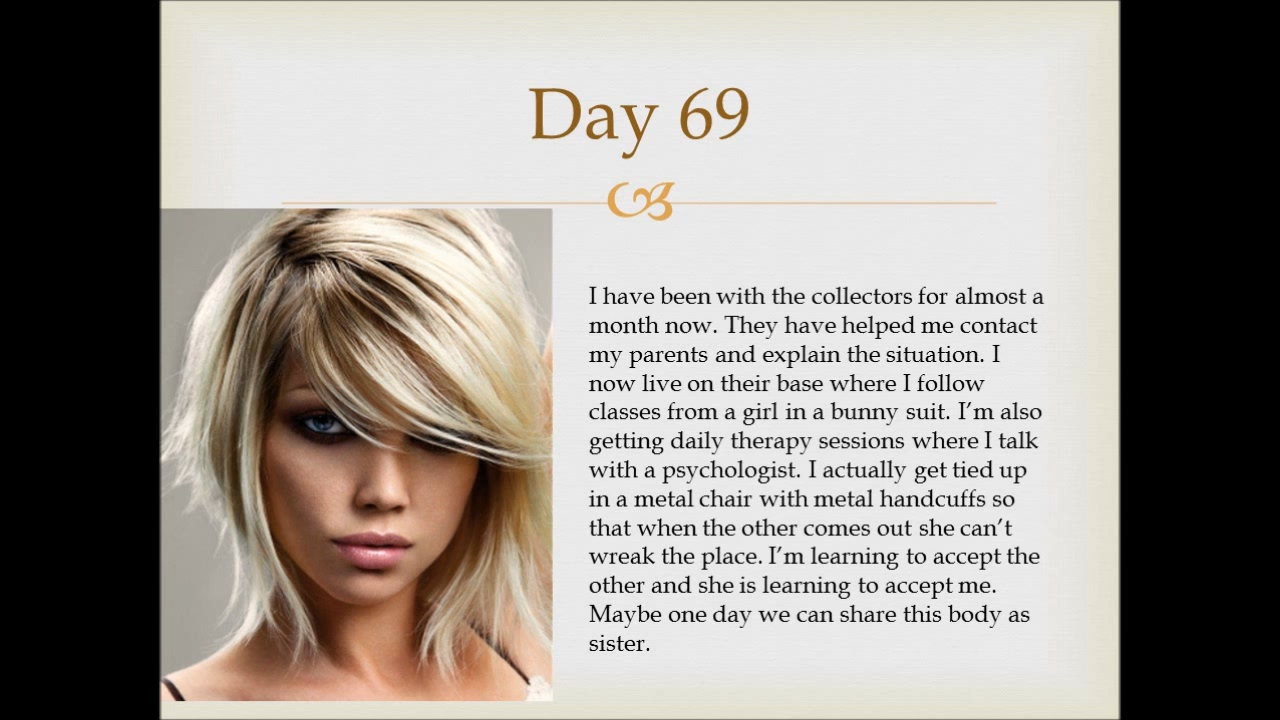 Day 69
I have been with the collectors for almost a
month now. They have helped me contact
my parents and explain the situation. I
now live on their base where I follow
classes from a girl in a bunny suit. I’m also
getting daily therapy sessions where I talk
with a psychologist. I actually get tied up
in a metal chair with metal handcuffs so
that when the other comes out she can’t
wreak the place. I’m learning to accept the
other and she is learning to accept me.
Maybe one day we can share this body as
sister.